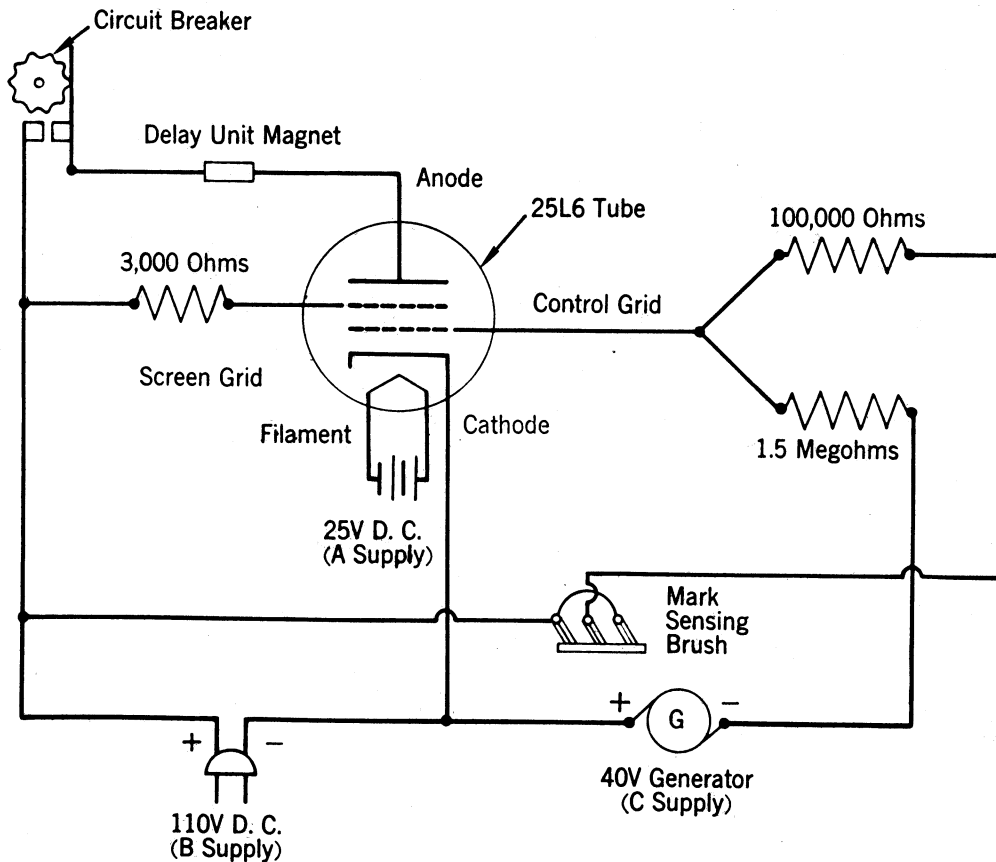 Circuit Breaker
Delay Unit Magnet
Anode
25L6 Tube
100,000 Ohms
3,000 Ohms
Control Grid
Screen Grid
Filament
Cathode
1.5 Megohms
25V D. C.
(A Supply)
Mark
Sensing
Brush
+ -
G
+ -
40V Generator
(C Supply)
110V D. C.
(B Supply)